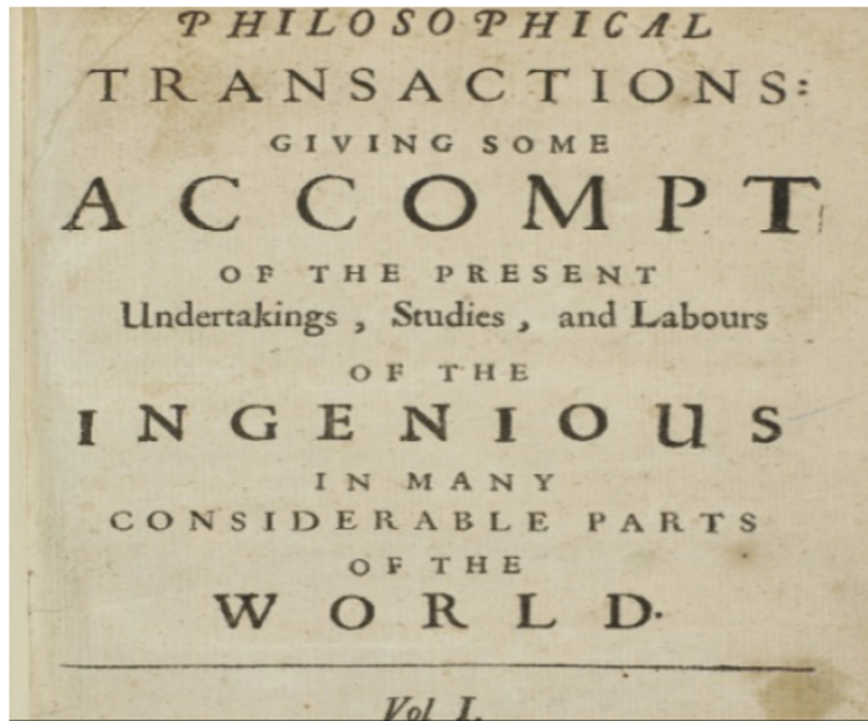 PHILOSOPHICAL
TRANSACTIONS:
GIVING SOME
ACCOMPT
OF THE PRESENT
Undertakings, Studies, and Labours
OF THE
INGENIOUS
IN MANY
CONSIDERABLE PARTS
OF THE
WORLD.
Vol I.